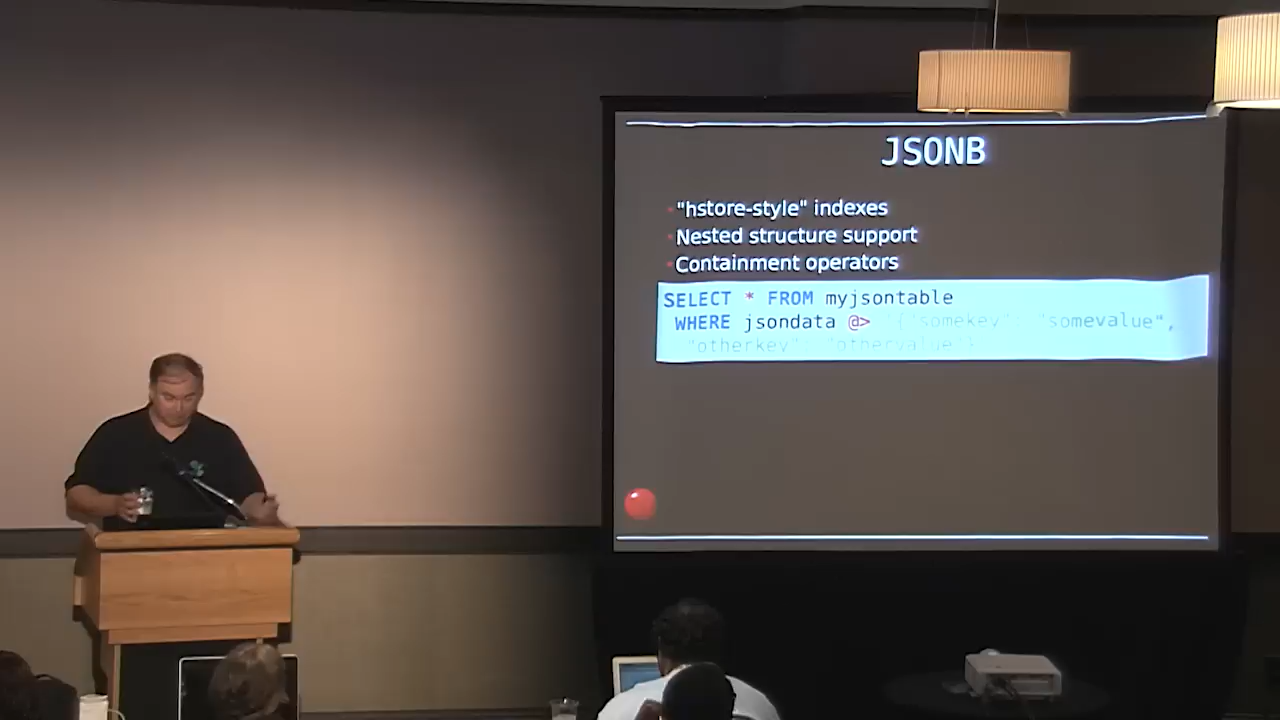 JSONB
"hstore-style" indexes
Nested structure support
Containment operators
SELECT * FROM myjsontable
WHERE jsondata @> '{"somekey": "somevalue",
"otherkey": "othervalue"}